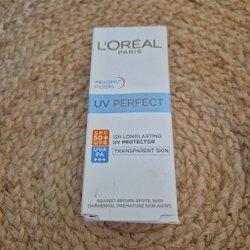 L'ORÉAL
PARIS
MEXORYL
FILTERS
UV PERFECT
SPF
50+
UVB
UVA
PA
+++
12H LONGLASTING
UV PROTECTOR
TRANSPARENT SKIN
AGAINST BROWN SPOTS, SKIN
DARKENING, PREMATURE SKIN AGING